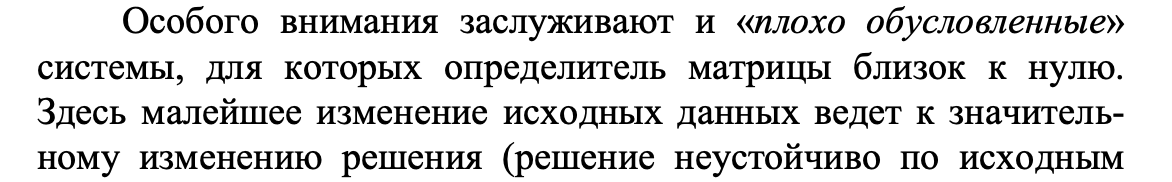 Особого внимания заслуживают и «плохо обусловленные»
системы, для которых определитель матрицы близок к нулю.
Здесь малейшее изменение исходных данных ведет к значитель-
ному изменению решения (решение неустойчиво по исходным